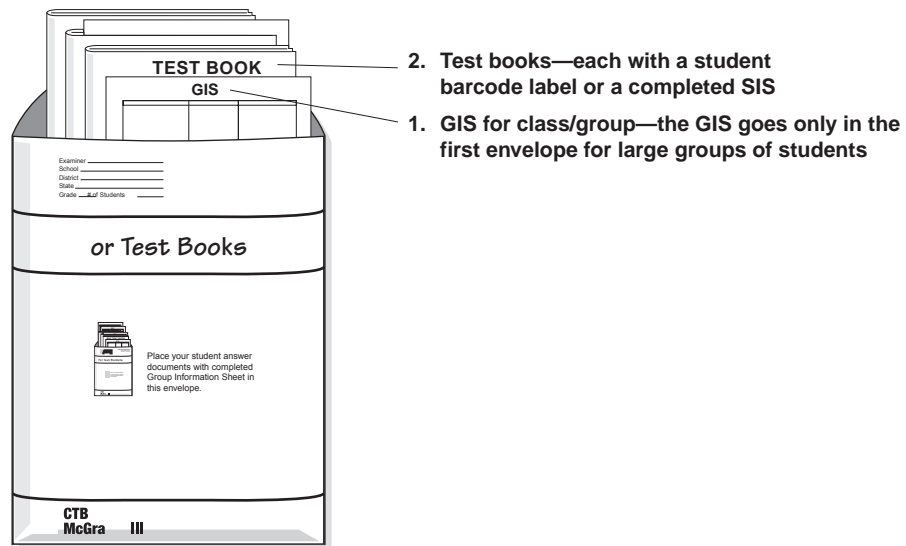 TEST BOOK
GIS
2. Test books—each with a student
barcode label or a completed SIS
1. GIS for class/group—the GIS goes only in the
first envelope for large groups of students
Examiner
School
District
State
Grade # of Students
or Test Books
Place your student answer
documents with completed
Group Information Sheet in
this envelope.
CTB
McGra III